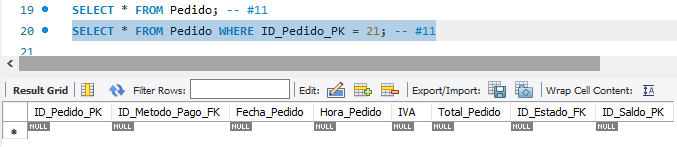 19 SELECT * FROM Pedido; -- #11
20 SELECT * FROM Pedido WHERE ID_Pedido_PK = 21; -- #11
21
Result Grid Filter Rows: Edit: Export/Import: Wrap Cell Content: IA
ID_Pedido_PK ID_Metodo_Pago_FK Fecha_Pedido Hora_Pedido IVA Total_Pedido ID_Estado_FK ID_Saldo_PK
* NULL NULL NULL NULL NULL NULL NULL NULL